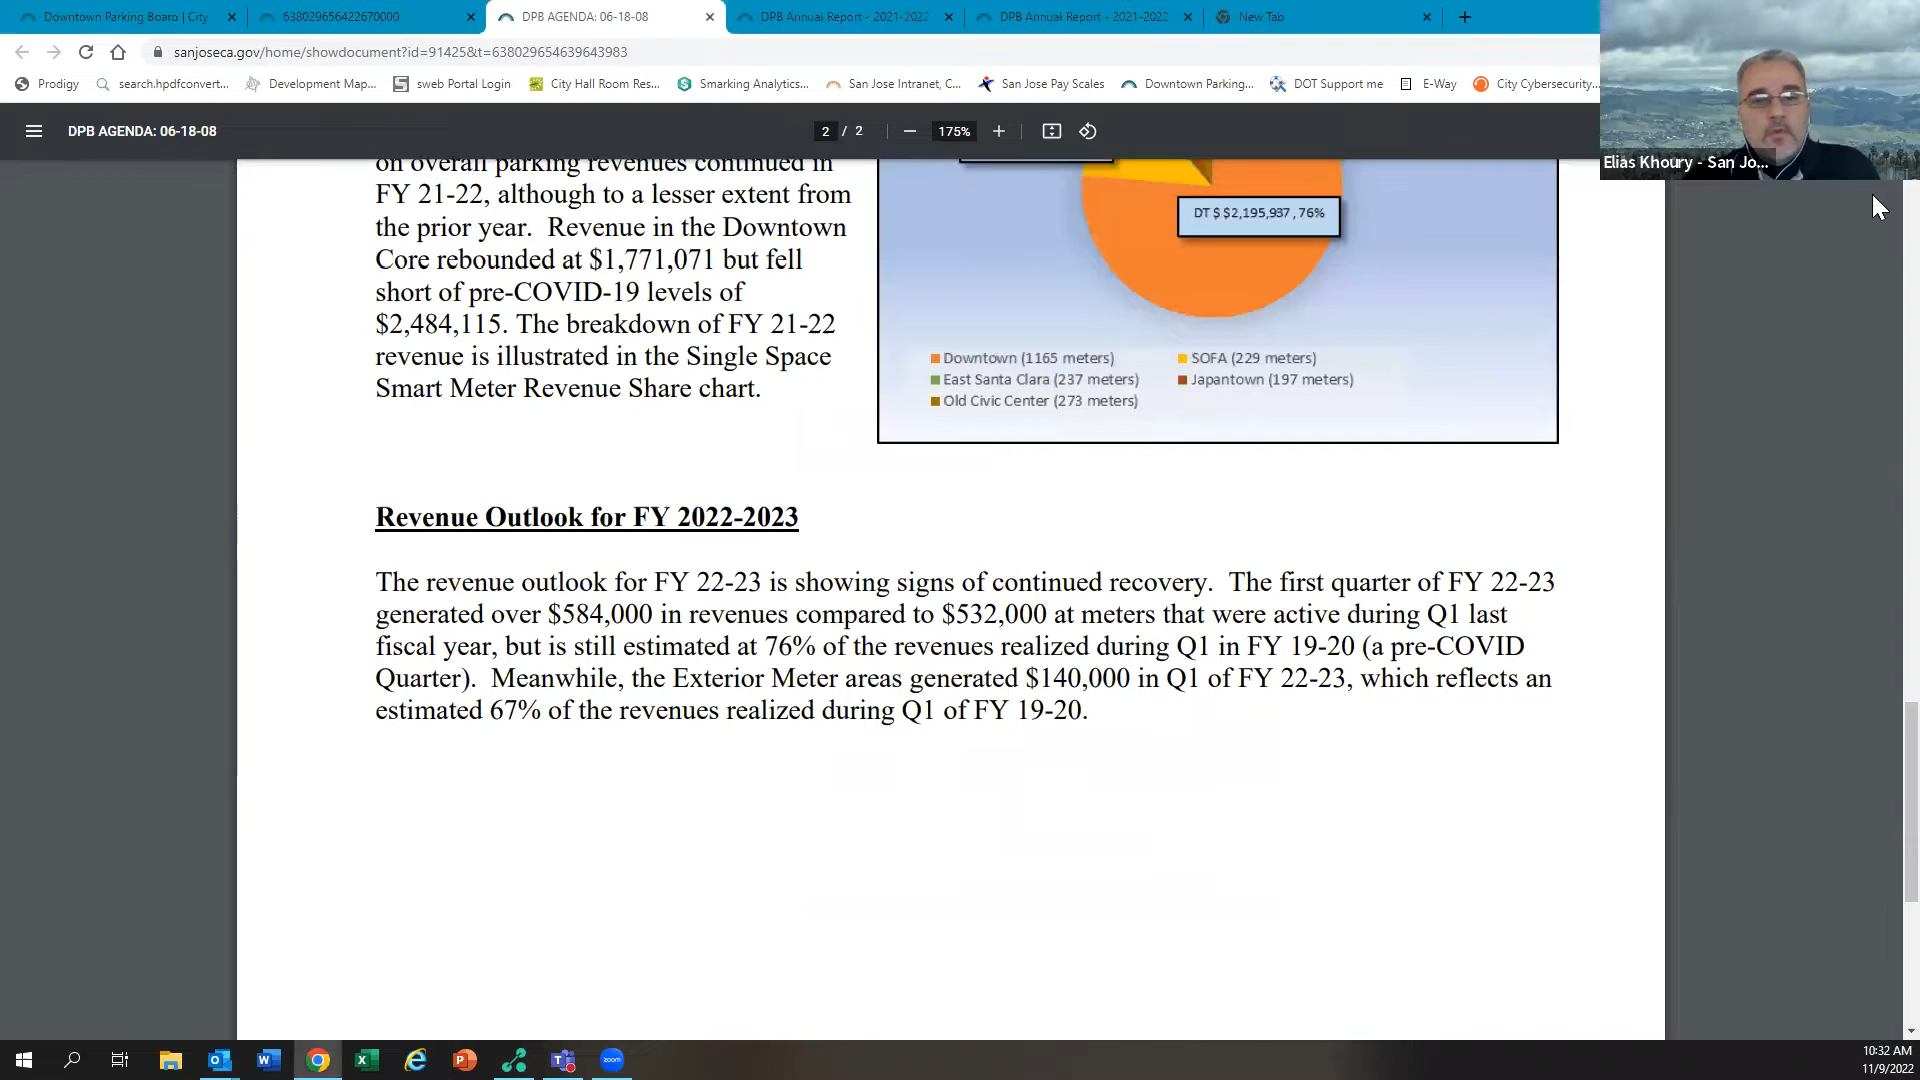 Downtown Parking Board | City
638029656422670000
DPB AGENDA: 06-18-08
DPB Annual Report - 2021-2022
DPB Annual Report - 2021-2022
New Tab
sanjoseca.gov/home/showdocument?id=91425&t=638029654639643983
Prodigy
search.hpdfconvert...
Development Map...
sweb Portal Login
City Hall Room Res...
Smarking Analytics...
San Jose Intranet, C...
San Jose Pay Scales
Downtown Parking...
DOT Support me
E-Way
City Cybersecurity...
DPB AGENDA: 06-18-08
2 / 2
175%
Elias Khoury - San Jo...
on overall parking revenues continued in
FY 21-22, although to a lesser extent from
the prior year. Revenue in the Downtown
Core rebounded at $1,771,071 but fell
short of pre-COVID-19 levels of
$2,484,115. The breakdown of FY 21-22
revenue is illustrated in the Single Space
Smart Meter Revenue Share chart.
DT $ $2,195,937 , 76%
Downtown (1165 meters)
SOFA (229 meters)
East Santa Clara (237 meters)
Japantown (197 meters)
Old Civic Center (273 meters)
Revenue Outlook for FY 2022-2023
The revenue outlook for FY 22-23 is showing signs of continued recovery. The first quarter of FY 22-23
generated over $584,000 in revenues compared to $532,000 at meters that were active during Q1 last
fiscal year, but is still estimated at 76% of the revenues realized during Q1 in FY 19-20 (a pre-COVID
Quarter). Meanwhile, the Exterior Meter areas generated $140,000 in Q1 of FY 22-23, which reflects an
estimated 67% of the revenues realized during Q1 of FY 19-20.
zoom
10:32 AM
11/9/2022